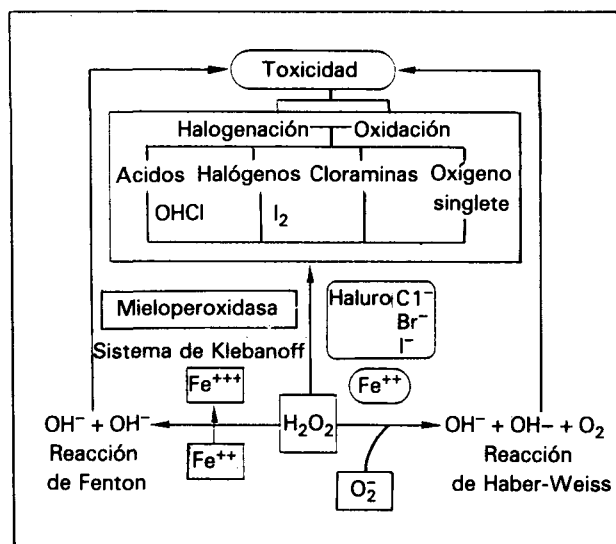 Toxicidad
Halogenación Oxidación
Acidos Halógenos Cloraminas Oxígeno
singlete
OHCl I₂
Mieloperoxidasa
Haluro C1⁻
Br⁻
I⁻
Sistema de Klebanoff
Fe⁺⁺⁺ Fe⁺⁺
OH⁻ + OH⁻ H₂O₂ OH⁻ + OH− + O₂
Reacción
de Fenton
Fe⁺⁺
O₂⁻
Reacción
de Haber-Weiss